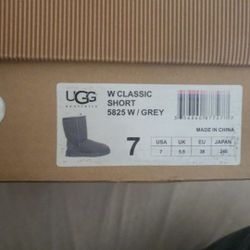 UGG
AUSTRALIA
W CLASSIC
SHORT
5825 W / GREY
MADE IN CHINA
7
USA UK EU JAPAN
7 5.5 38 240